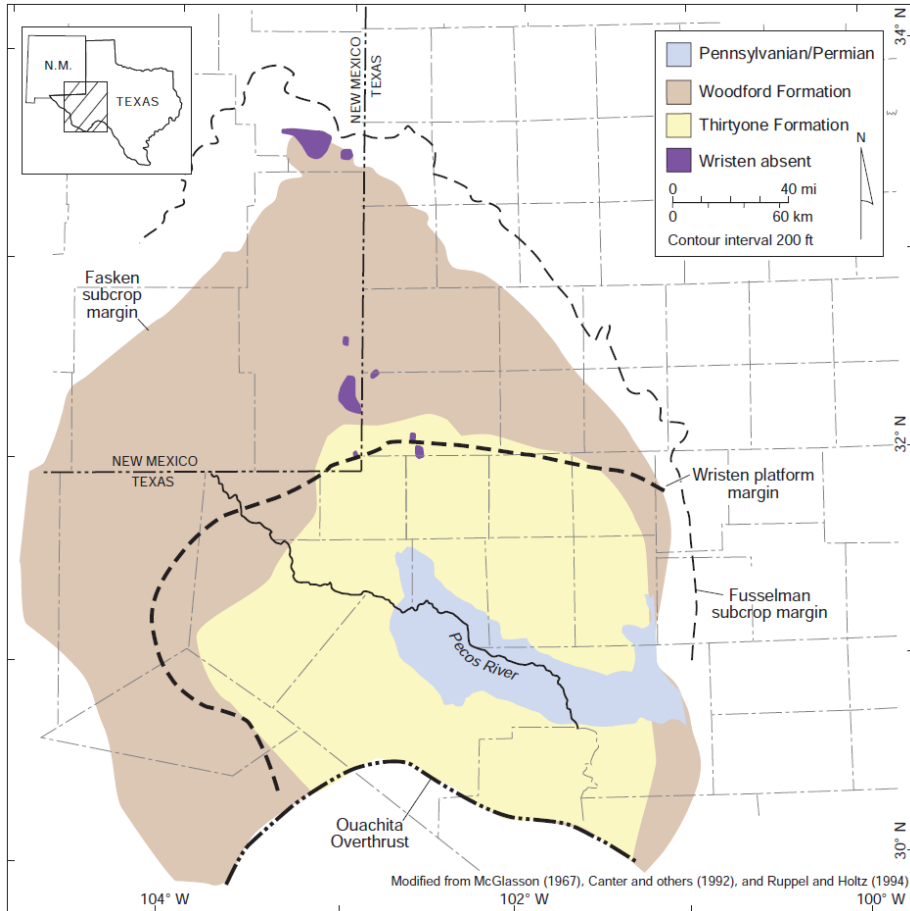 N.M.
TEXAS
NEW MEXICO
TEXAS
34° N
Pennsylvanian/Permian
Woodford Formation
Thirtyone Formation
Wristen absent
N
0 40 mi
0 60 km
Contour interval 200 ft
Fasken
subcrop
margin
32° N
NEW MEXICO
TEXAS
Wristen platform
margin
Fusselman
subcrop margin
Pecos River
Ouachita
Overthrust
30° N
Modified from McGlasson (1967), Canter and others (1992), and Ruppel and Holtz (1994)
104° W
102° W
100° W